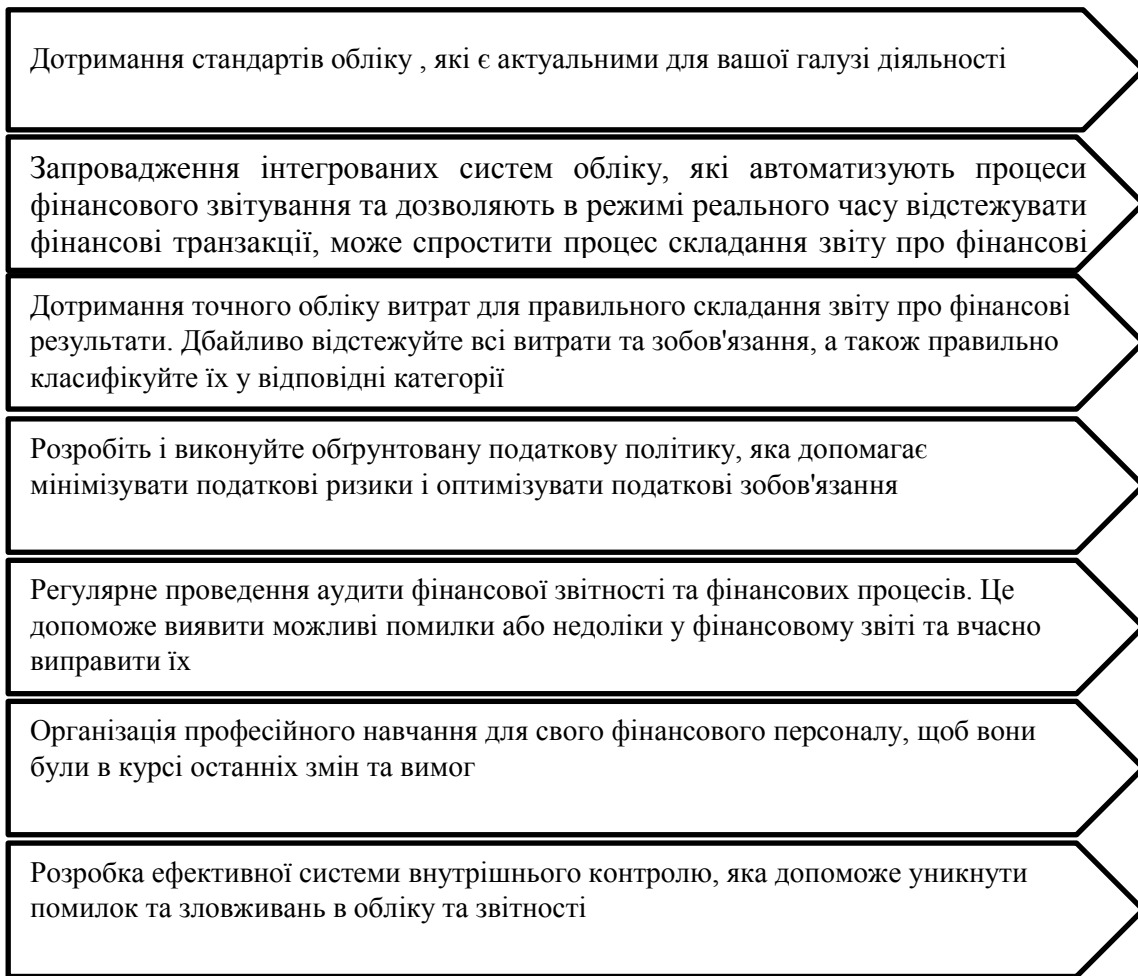 Дотримання стандартів обліку , які є актуальними для вашої галузі діяльності
Запровадження інтегрованих систем обліку, які автоматизують процеси
фінансового звітування та дозволяють в режимі реального часу відстежувати
фінансові транзакції, може спростити процес складання звіту про фінансові
Дотримання точного обліку витрат для правильного складання звіту про фінансові
результати. Дбайливо відстежуйте всі витрати та зобов'язання, а також правильно
класифікуйте їх у відповідні категорії
Розробіть і виконуйте обґрунтовану податкову політику, яка допомагає
мінімізувати податкові ризики і оптимізувати податкові зобов'язання
Регулярне проведення аудити фінансової звітності та фінансових процесів. Це
допоможе виявити можливі помилки або недоліки у фінансовому звіті та вчасно
виправити їх
Організація професійного навчання для свого фінансового персоналу, щоб вони
були в курсі останніх змін та вимог
Розробка ефективної системи внутрішнього контролю, яка допоможе уникнути
помилок та зловживань в обліку та звітності